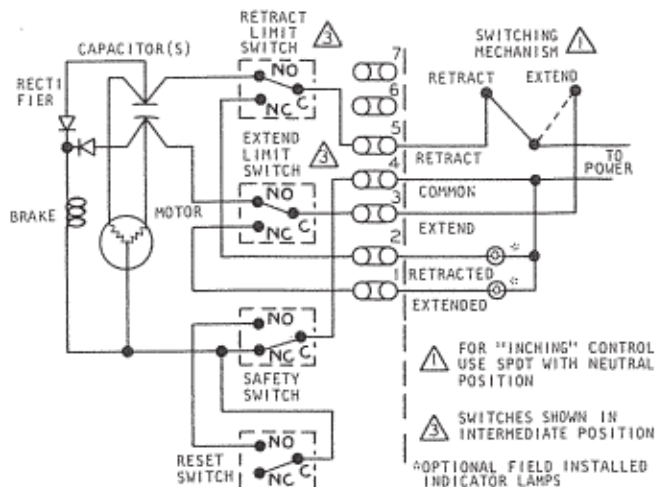 RETRACT
LIMIT
SWITCH
3
CAPACITOR(S)
RECTI
FIER
NO
NC C
EXTEND
LIMIT
SWITCH
3
NO
NC C
BRAKE
MOTOR
NO
NC C
SAFETY
SWITCH
NO
NC C
RESET
SWITCH
7
6
5
RETRACT
4
COMMON
3
EXTEND
2
RETRACTED
1
EXTENDED
SWITCHING
MECHANISM 1
RETRACT EXTEND
TO
POWER
*
*
1 FOR "INCHING" CONTROL
USE SPDT WITH NEUTRAL
POSITION
3 SWITCHES SHOWN IN
INTERMEDIATE POSITION
*OPTIONAL FIELD INSTALLED
INDICATOR LAMPS